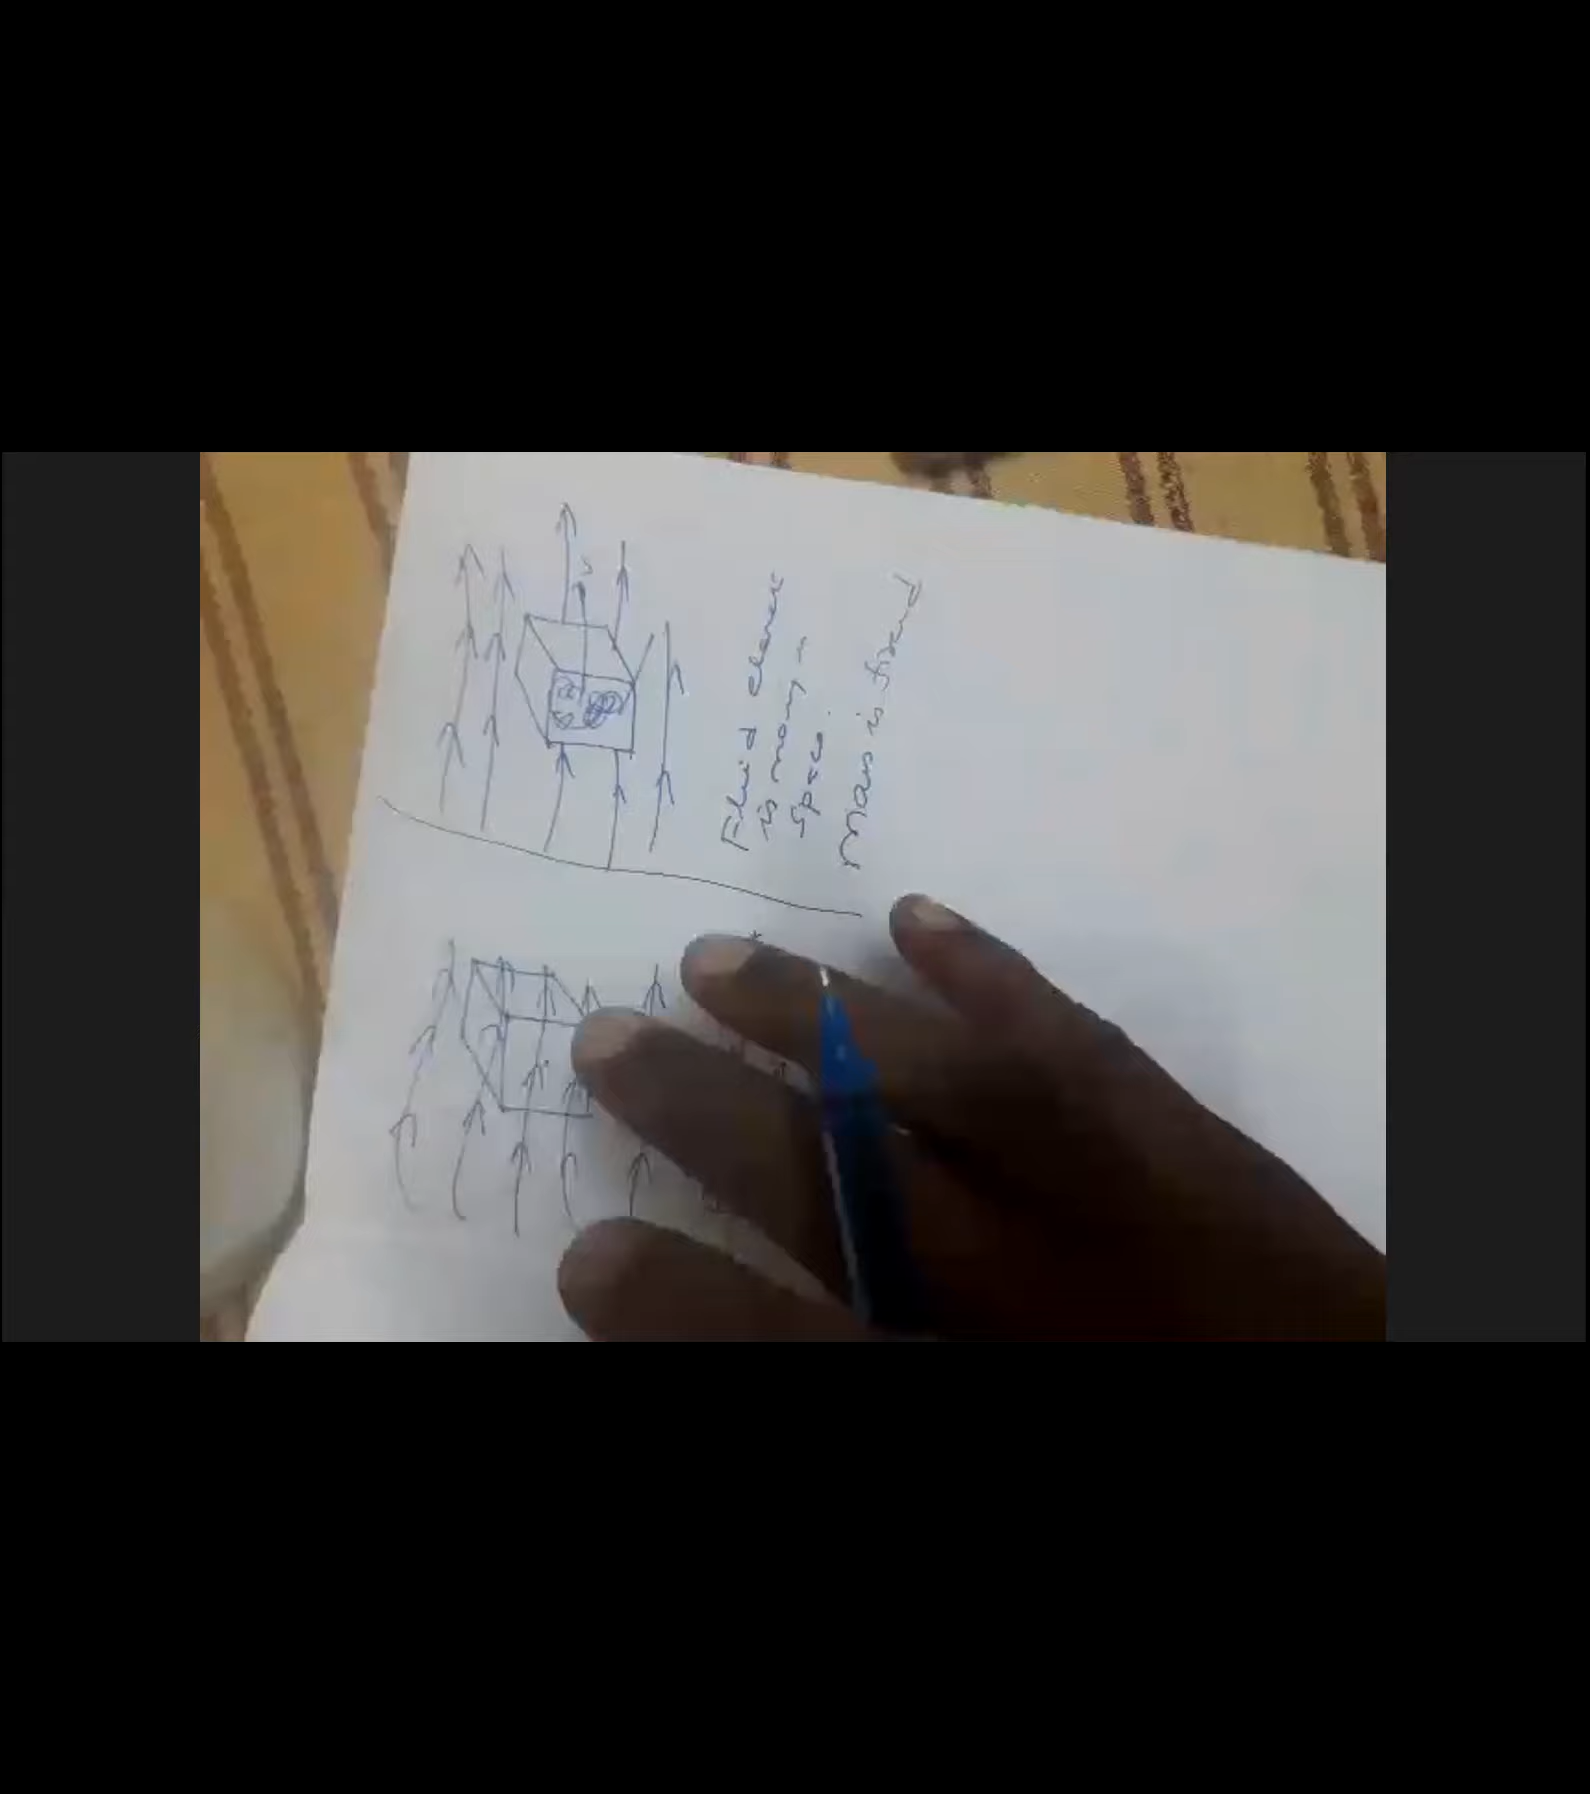 Fluid element
is moving in
space.
Mass is fixed
V